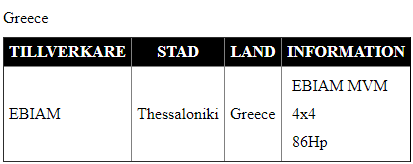 Greece
TILLVERKARE STAD LAND INFORMATION
EBIAM Thessaloniki Greece EBIAM MVM
4x4
86Hp